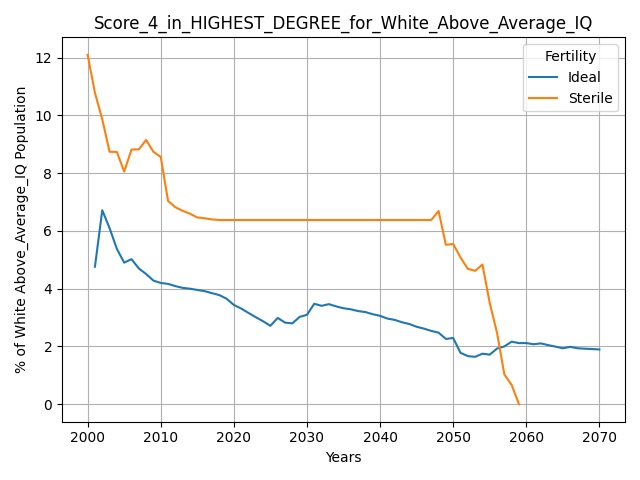 Score_4_in_HIGHEST_DEGREE_for_White_Above_Average_IQ
% of White Above_Average_IQ Population
12
10
8
6
4
2
0
Fertility
Ideal
Sterile
2000 2010 2020 2030 2040 2050 2060 2070
Years